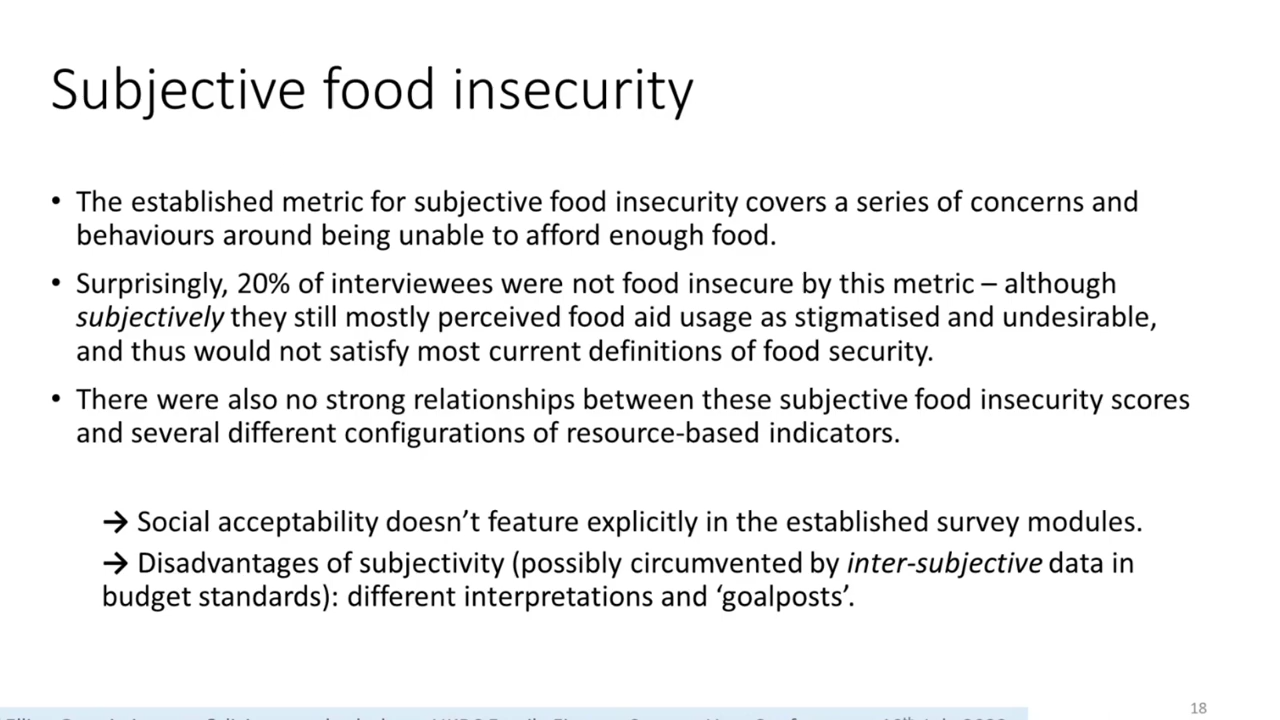 Subjective food insecurity
• The established metric for subjective food insecurity covers a series of concerns and
behaviours around being unable to afford enough food.
• Surprisingly, 20% of interviewees were not food insecure by this metric – although
subjectively they still mostly perceived food aid usage as stigmatised and undesirable,
and thus would not satisfy most current definitions of food security.
• There were also no strong relationships between these subjective food insecurity scores
and several different configurations of resource-based indicators.
→ Social acceptability doesn’t feature explicitly in the established survey modules.
→ Disadvantages of subjectivity (possibly circumvented by inter-subjective data in
budget standards): different interpretations and ‘goalposts’.
18